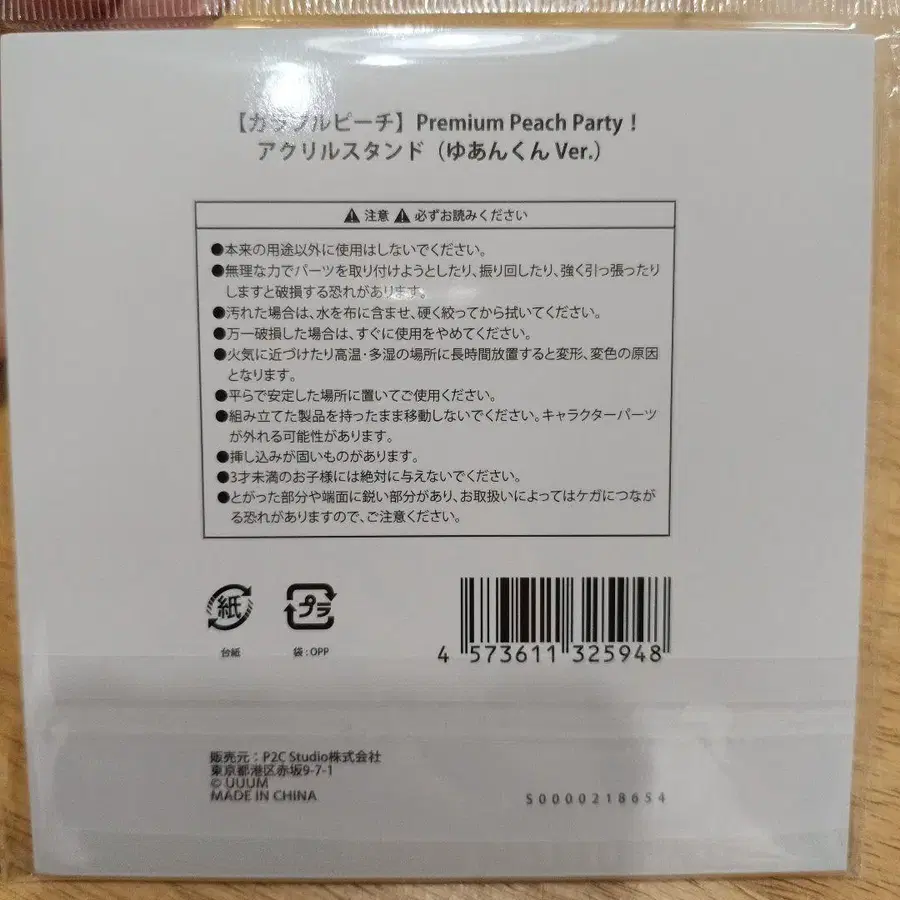 【カラフルピーチ】Premium Peach Party！
アクリルスタンド（ゆあんくん Ver.）
⚠ 注意 ⚠ 必ずお読みください
●本来の用途以外に使用はしないでください。
●無理な力でパーツを取り付けようとしたり、振り回したり、強く引っ張ったり
しますと破損する恐れがあります。
●汚れた場合は、水を布に含ませ、硬く絞ってから拭いてください。
●万一破損した場合は、すぐに使用をやめてください。
●火気に近づけたり高温・多湿の場所に長時間放置すると変形、変色の原因
となります。
●平らで安定した場所に置いてご使用ください。
●組み立てた製品を持ったまま移動しないでください。キャラクターパーツ
が外れる可能性があります。
●挿し込みが固いものがあります。
●3才未満のお子様には絶対に与えないでください。
●とがった部分や端面に鋭い部分があり、お取扱いによってはケガにつなが
る恐れがありますので、ご注意ください。
紙 プラ
台紙 袋：OPP
4 573611 325948
販売元：P2C Studio株式会社
東京都港区赤坂9-7-1
© UUUM
MADE IN CHINA
S0000218654